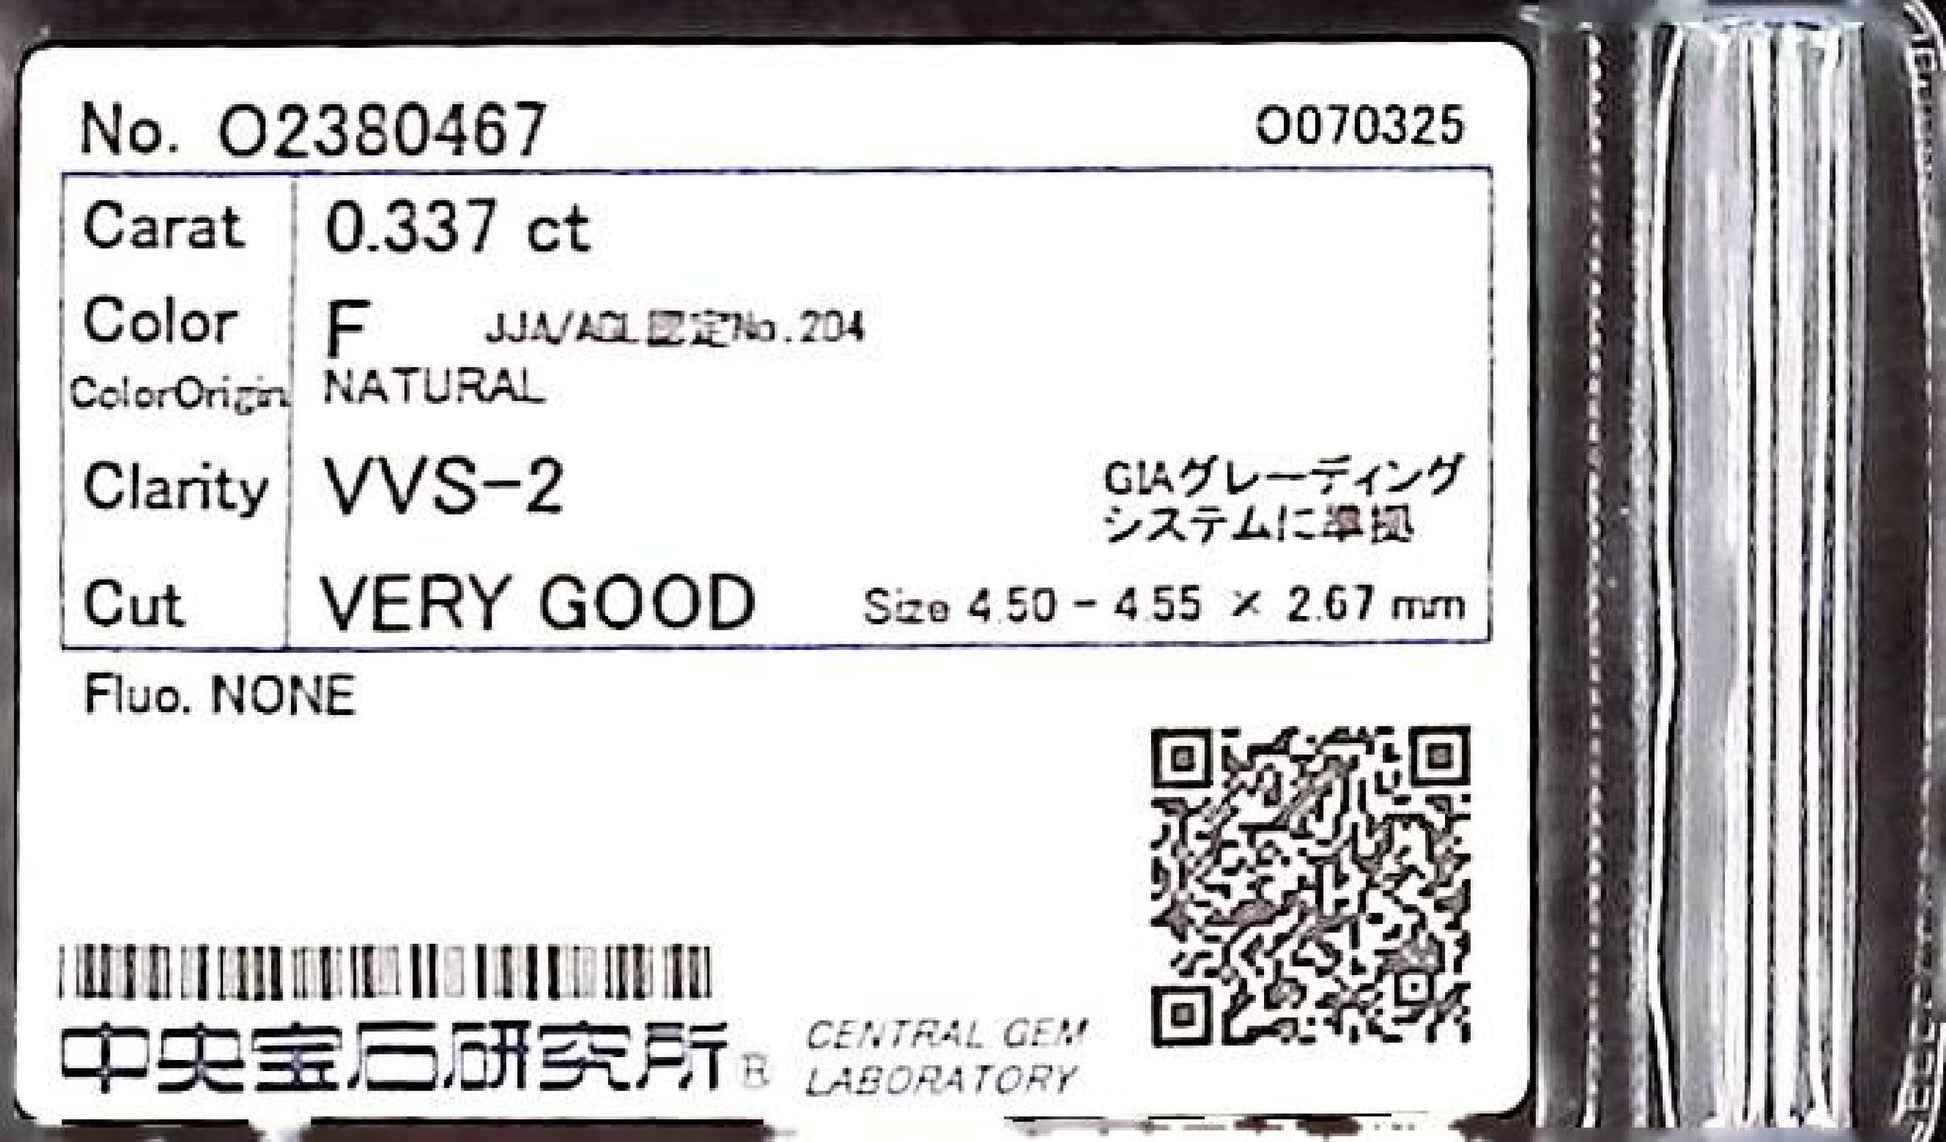 No. O2380467 O070325
Carat 0.337 ct
Color F JJA/AGL認定No.204
ColorOrigin NATURAL
Clarity VVS-2 GIAグレーディング
システムに準拠
Cut VERY GOOD Size 4.50 - 4.55 × 2.67 mm
Fluo. NONE
中央宝石研究所® CENTRAL GEM
LABORATORY